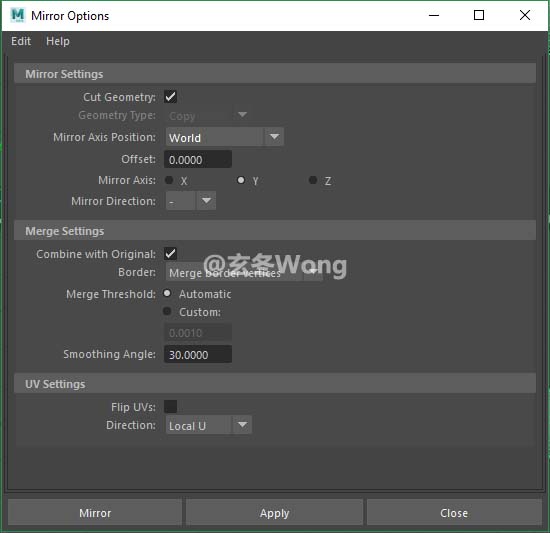 Mirror Options
Edit Help
Mirror Settings
Cut Geometry:
Geometry Type: Copy
Mirror Axis Position: World
Offset: 0.0000
Mirror Axis: X Y Z
Mirror Direction: -
Merge Settings
Combine with Original:
@玄冬Wong
Border: Merge border vertices
Merge Threshold: Automatic
Custom:
0.0010
Smoothing Angle: 30.0000
UV Settings
Flip UVs:
Direction: Local U
Mirror Apply Close